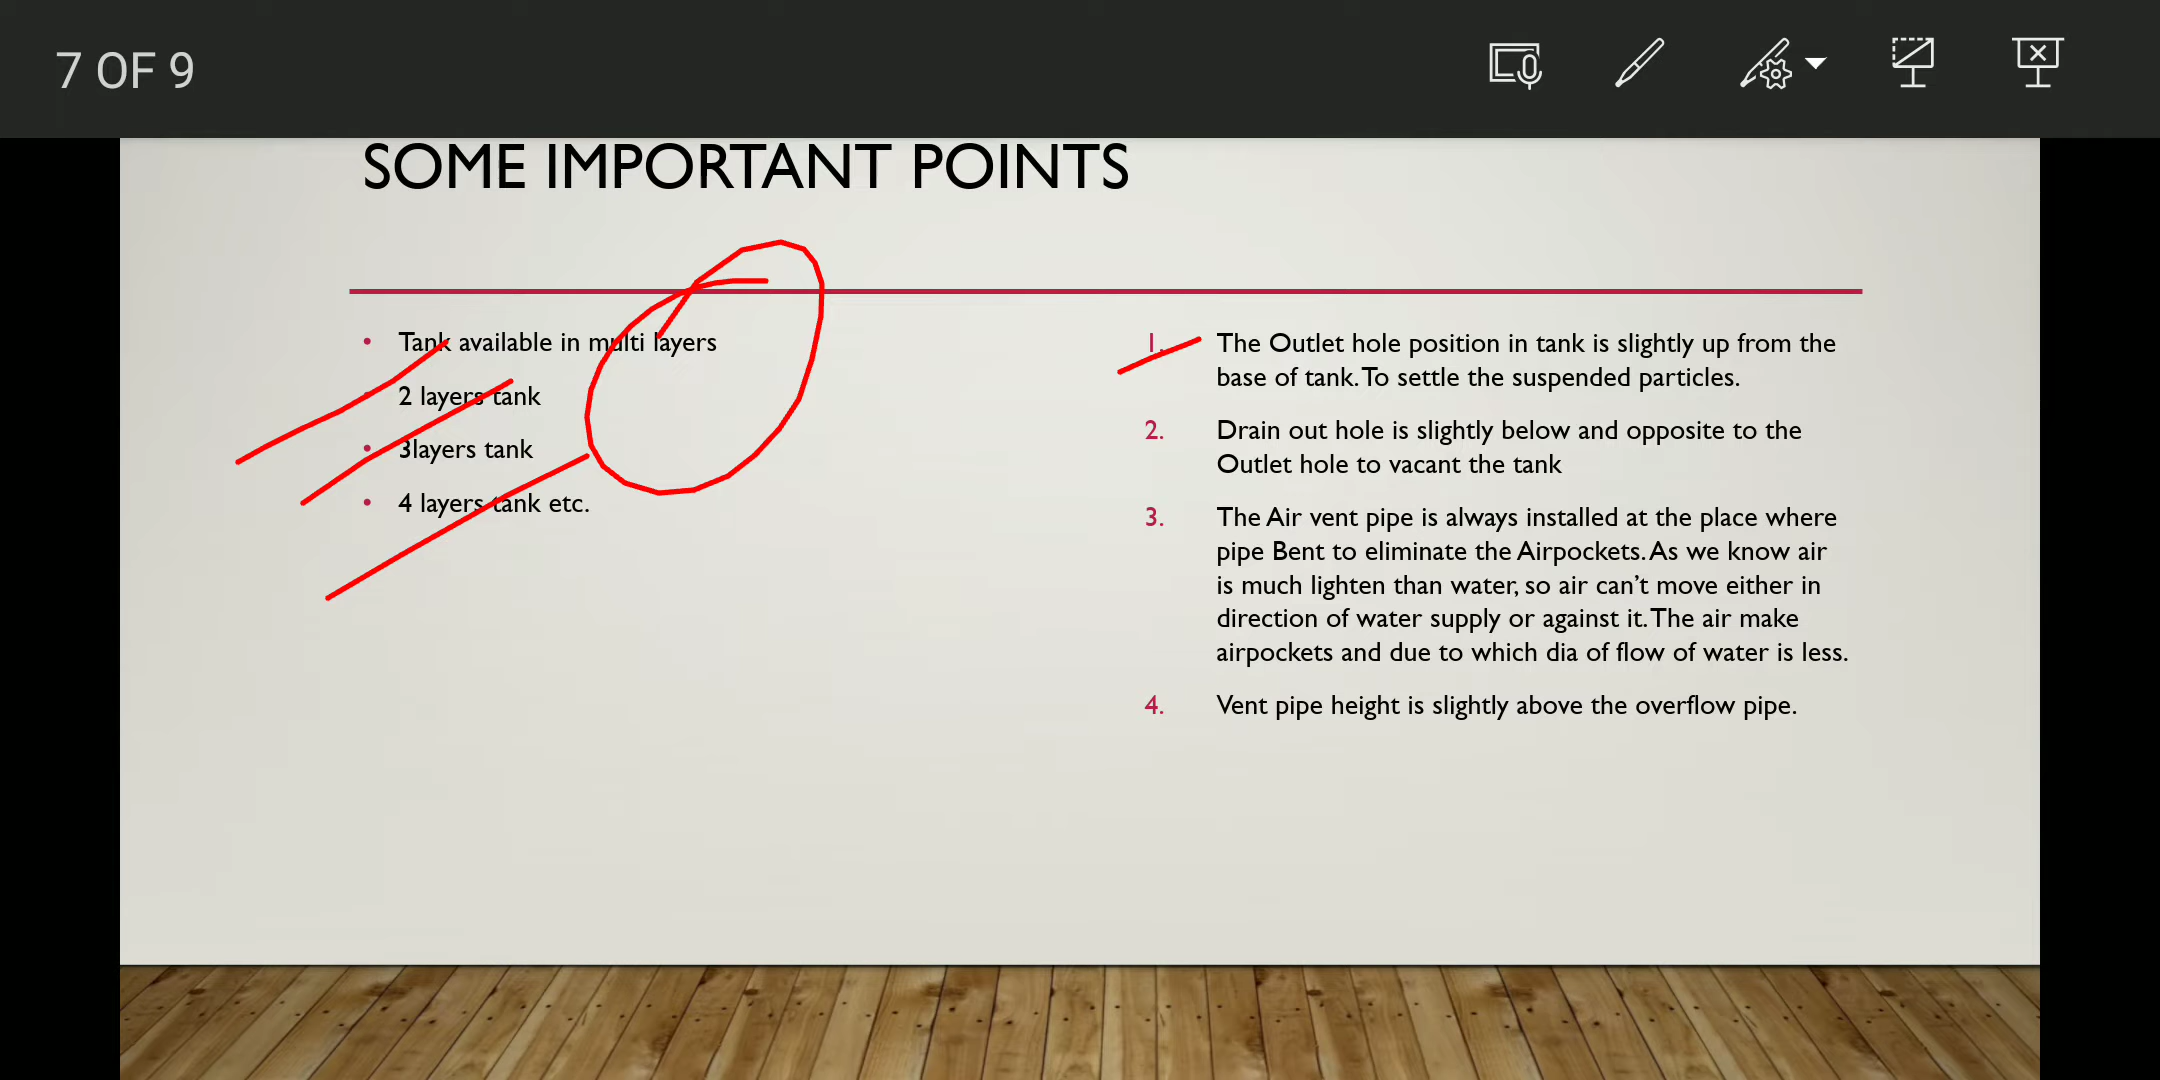 7 OF 9
SOME IMPORTANT POINTS
• Tank available in multi layers
• 2 layers tank
• 3layers tank
• 4 layers tank etc.
1. The Outlet hole position in tank is slightly up from the
base of tank. To settle the suspended particles.
2. Drain out hole is slightly below and opposite to the
Outlet hole to vacant the tank
3. The Air vent pipe is always installed at the place where
pipe Bent to eliminate the Airpockets. As we know air
is much lighten than water, so air can't move either in
direction of water supply or against it. The air make
airpockets and due to which dia of flow of water is less.
4. Vent pipe height is slightly above the overflow pipe.